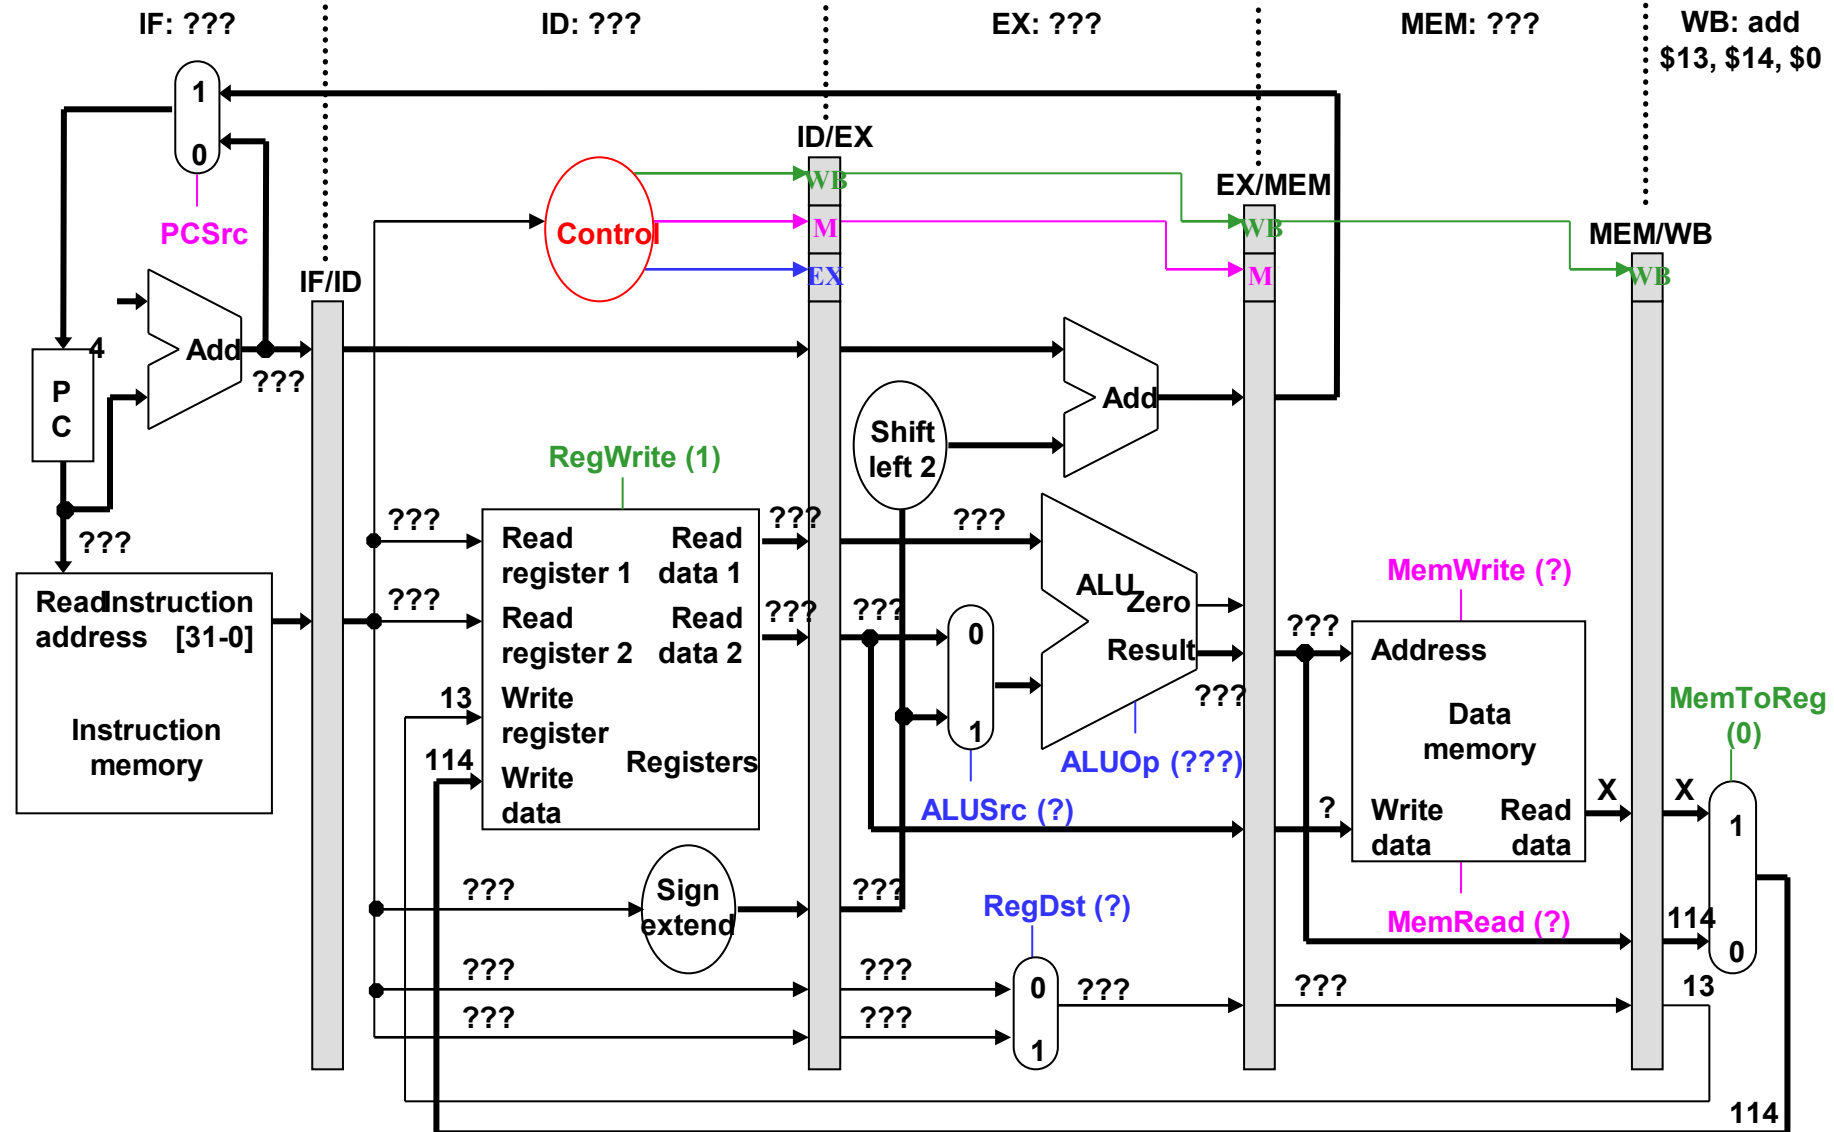 IF: ???
ID: ???
EX: ???
MEM: ???
WB: add
$13, $14, $0
1
0
PCSrc
ID/EX
WB
M
EX
Control
EX/MEM
WB
M
MEM/WB
WB
IF/ID
4
Add
???
P
C
???
Add
Shift
left 2
RegWrite (1)
???
???
13
114
Read
register 1
Read
data 1
Read
register 2
Read
data 2
Write
register
Write
data
Registers
???
???
???
???
0
1
ALUSrc (?)
ALU
Zero
Result
???
ALUOp (???)
Read
address
Instruction
[31-0]
Instruction
memory
MemWrite (?)
???
Address
Data
memory
?
Write
data
Read
data
MemRead (?)
X
X
MemToReg
(0)
1
0
114
13
???
Sign
extend
???
RegDst (?)
???
???
???
???
0
1
???
???
114